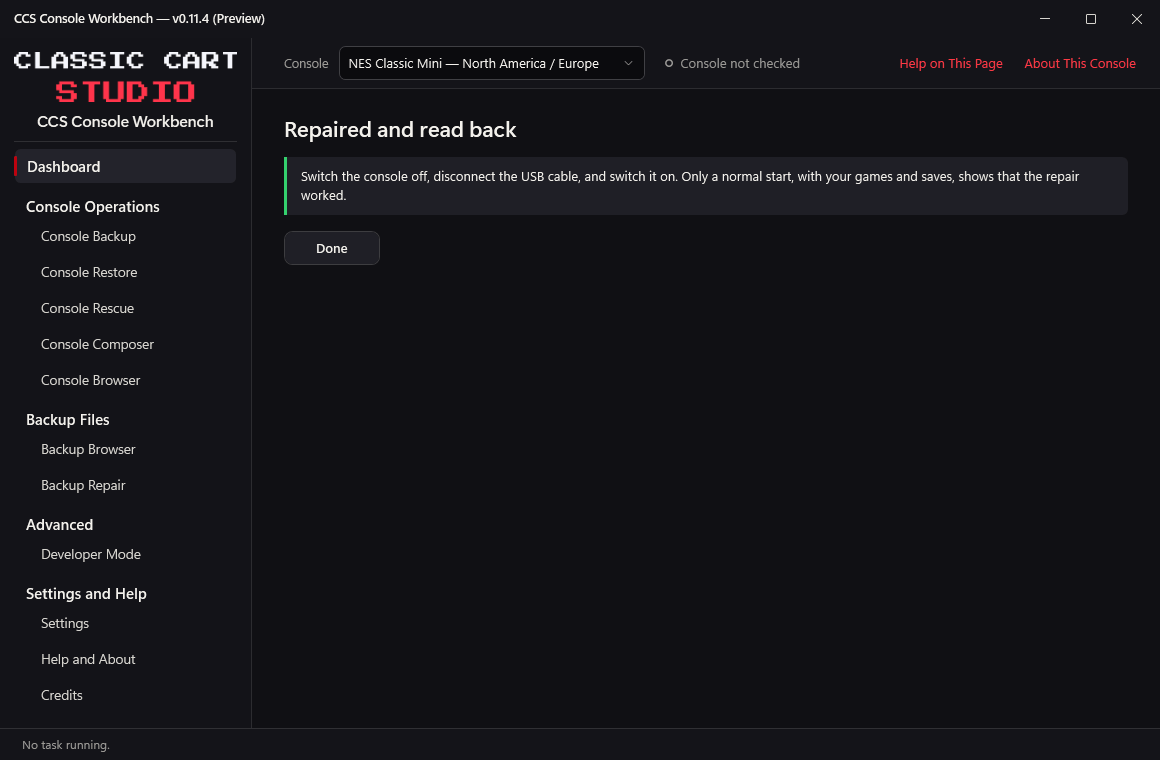 CCS Console Workbench — v0.11.4 (Preview)
CLASSIC CART
STUDIO
CCS Console Workbench
Dashboard
Console Operations
Console Backup
Console Restore
Console Rescue
Console Composer
Console Browser
Backup Files
Backup Browser
Backup Repair
Advanced
Developer Mode
Settings and Help
Settings
Help and About
Credits
Console
NES Classic Mini — North America / Europe
Console not checked
Help on This Page
About This Console
Repaired and read back
Switch the console off, disconnect the USB cable, and switch it on. Only a normal start, with your games and saves, shows that the repair
worked.
Done
No task running.